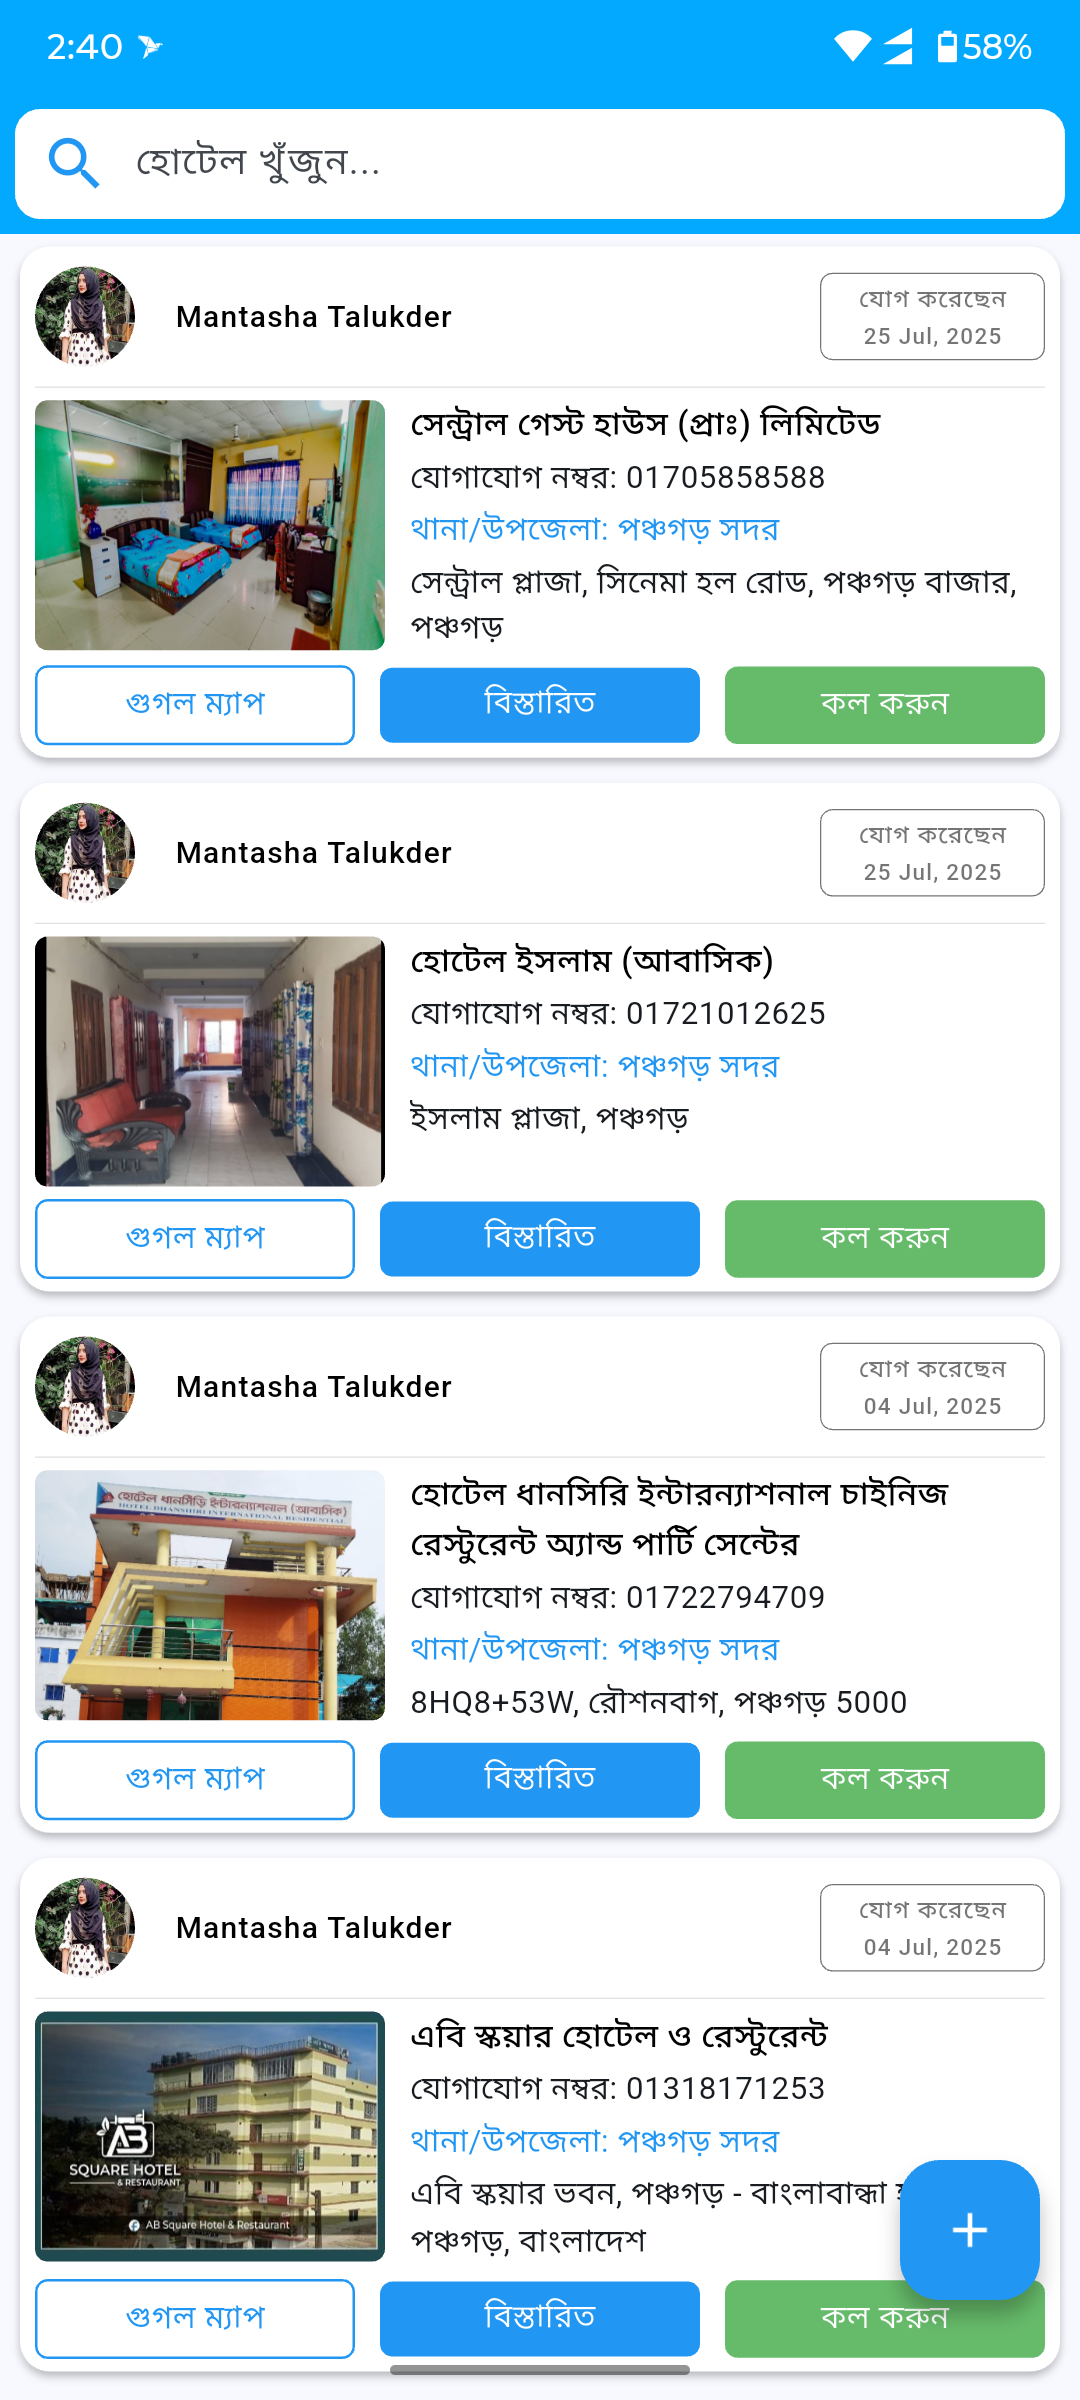 2:40
58%
হোটেল খুঁজুন...
Mantasha Talukder
যোগ করেছেন
25 Jul, 2025
সেন্ট্রাল গেস্ট হাউস (প্রাঃ) লিমিটেড
যোগাযোগ নম্বর: 01705858588
থানা/উপজেলা: পঞ্চগড় সদর
সেন্ট্রাল প্লাজা, সিনেমা হল রোড, পঞ্চগড় বাজার,
পঞ্চগড়
গুগল ম্যাপ
বিস্তারিত
কল করুন
Mantasha Talukder
যোগ করেছেন
25 Jul, 2025
হোটেল ইসলাম (আবাসিক)
যোগাযোগ নম্বর: 01721012625
থানা/উপজেলা: পঞ্চগড় সদর
ইসলাম প্লাজা, পঞ্চগড়
গুগল ম্যাপ
বিস্তারিত
কল করুন
Mantasha Talukder
যোগ করেছেন
04 Jul, 2025
হোটেল ধানসিঁড়ি ইন্টারন্যাশনাল (আবাসিক)
HOTEL DHANSHIRI INTERNATIONAL RESIDENTIAL
হোটেল ধানসিরি ইন্টারন্যাশনাল চাইনিজ
রেস্টুরেন্ট অ্যান্ড পার্টি সেন্টের
যোগাযোগ নম্বর: 01722794709
থানা/উপজেলা: পঞ্চগড় সদর
8HQ8+53W, রৌশনবাগ, পঞ্চগড় 5000
গুগল ম্যাপ
বিস্তারিত
কল করুন
Mantasha Talukder
যোগ করেছেন
04 Jul, 2025
AB
SQUARE HOTEL
& RESTAURANT
AB Square Hotel & Restaurant
এবি স্কয়ার হোটেল ও রেস্টুরেন্ট
যোগাযোগ নম্বর: 01318171253
থানা/উপজেলা: পঞ্চগড় সদর
এবি স্কয়ার ভবন, পঞ্চগড় - বাংলাবান্ধা
পঞ্চগড়, বাংলাদেশ
গুগল ম্যাপ
বিস্তারিত
কল করুন